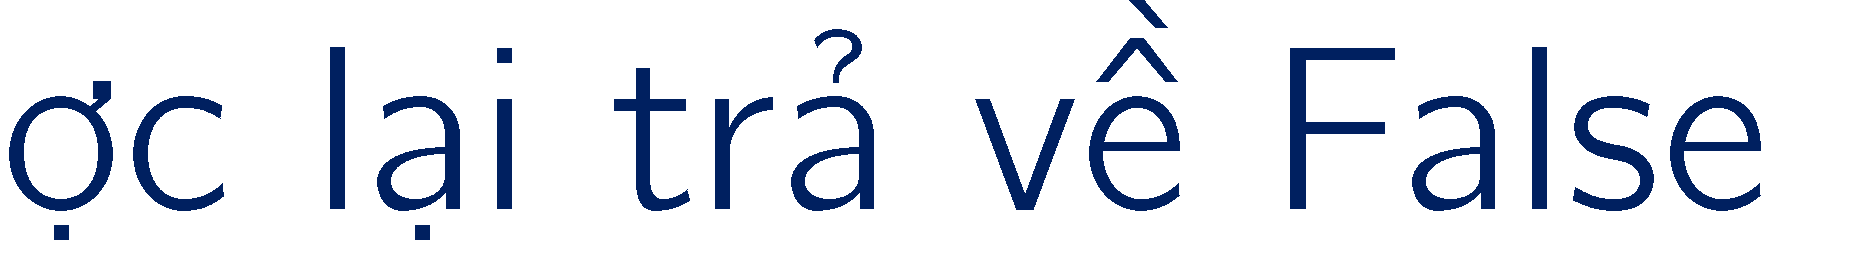 ợc lại trả về False